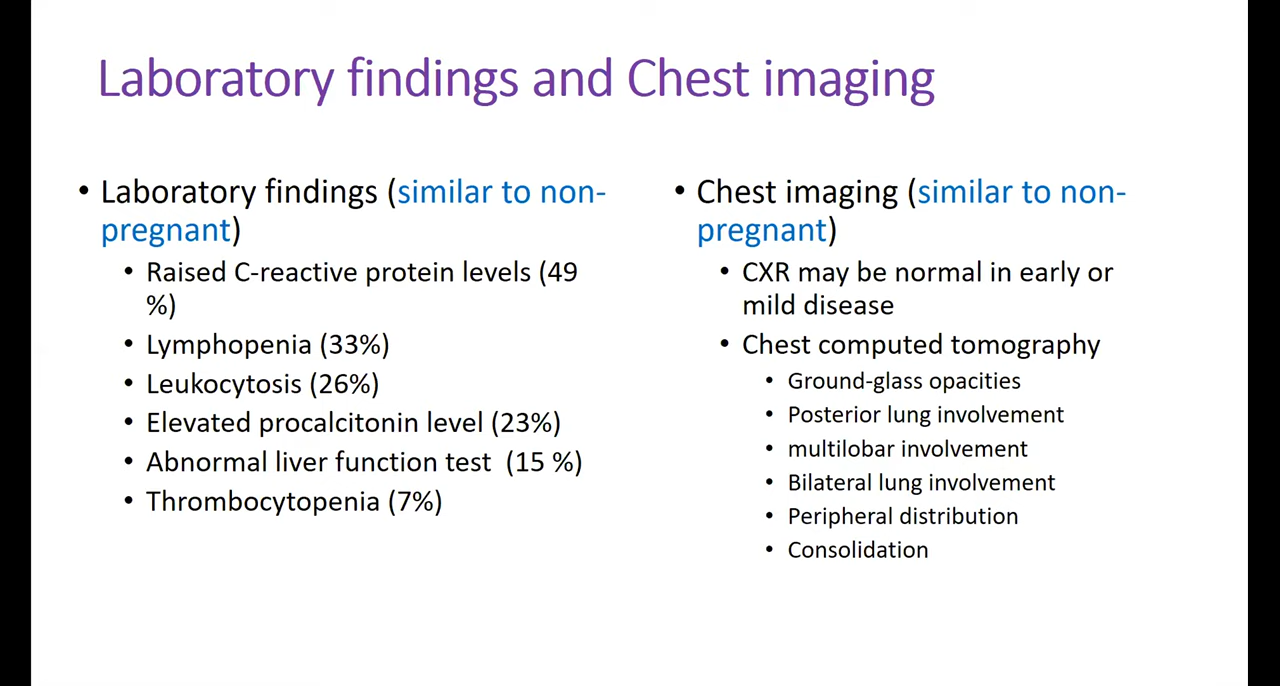 Laboratory findings and Chest imaging
• Laboratory findings (similar to non-
pregnant)
• Raised C-reactive protein levels (49
%)
• Lymphopenia (33%)
• Leukocytosis (26%)
• Elevated procalcitonin level (23%)
• Abnormal liver function test  (15 %)
• Thrombocytopenia (7%)
• Chest imaging (similar to non-
pregnant)
• CXR may be normal in early or
mild disease
• Chest computed tomography
• Ground-glass opacities
• Posterior lung involvement
• multilobar involvement
• Bilateral lung involvement
• Peripheral distribution
• Consolidation